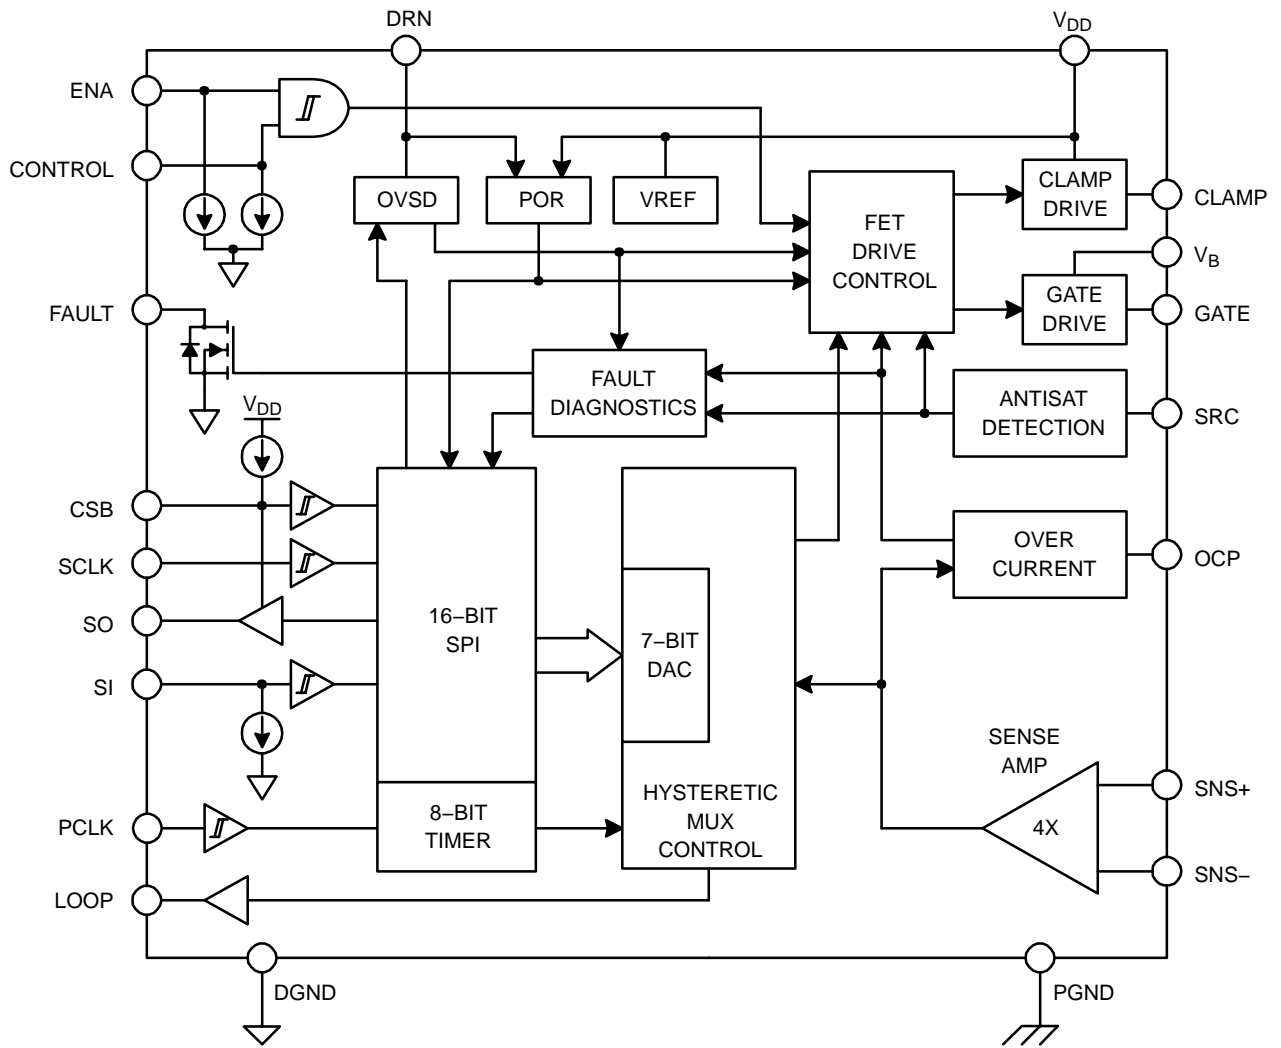 DRN
VDD
ENA
CONTROL
OVSD
POR
VREF
FET
DRIVE
CONTROL
CLAMP
DRIVE
CLAMP
VB
GATE
DRIVE
GATE
FAULT
FAULT
DIAGNOSTICS
ANTISAT
DETECTION
SRC
VDD
CSB
SCLK
SO
SI
16–BIT
SPI
7–BIT
DAC
OVER
CURRENT
OCP
SENSE
AMP
4X
SNS+
SNS–
HYSTERETIC
MUX
CONTROL
8–BIT
TIMER
PCLK
LOOP
DGND
PGND